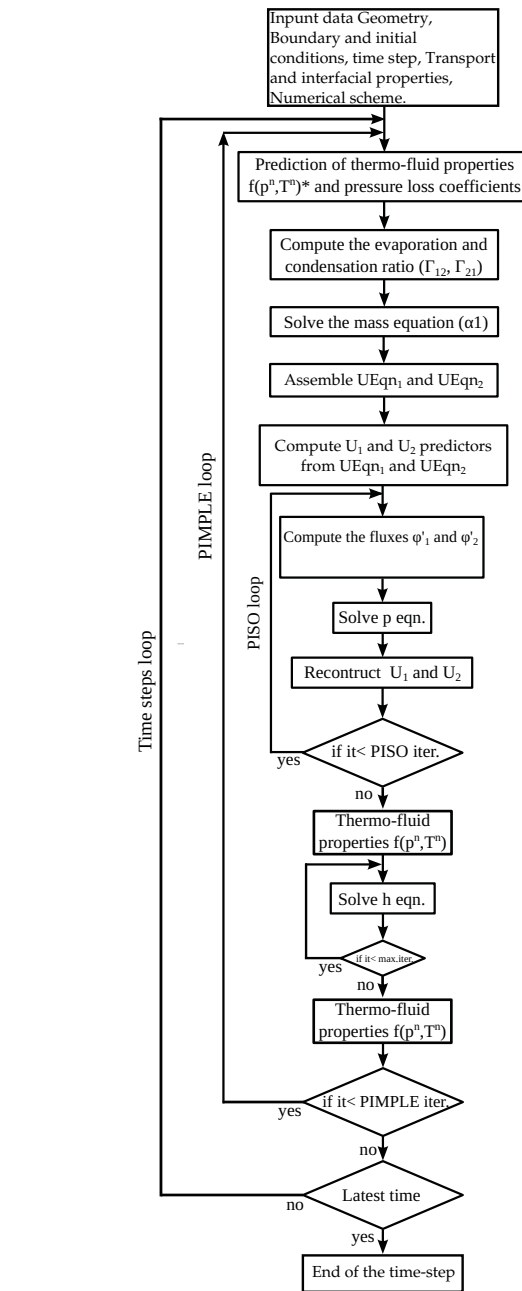 Inpunt data Geometry,
Boundary and initial
conditions, time step, Transport
and interfacial properties,
Numerical scheme.
Prediction of thermo-fluid properties
f(pⁿ,Tⁿ)* and pressure loss coefficients
Compute the evaporation and
condensation ratio (Γ₁₂, Γ₂₁)
Solve the mass equation (α1)
Assemble UEqn₁ and UEqn₂
Compute U₁ and U₂ predictors
from UEqn₁ and UEqn₂
Compute the fluxes φ'₁ and φ'₂
Solve p eqn.
Recontruct U₁ and U₂
if it< PISO iter.
yes
no
Thermo-fluid
properties f(pⁿ,Tⁿ)
Solve h eqn.
if it< max.iter.
yes
no
Thermo-fluid
properties f(pⁿ,Tⁿ)
if it< PIMPLE iter.
yes
no
Latest time
no
yes
End of the time-step
Time steps loop
PIMPLE loop
PISO loop